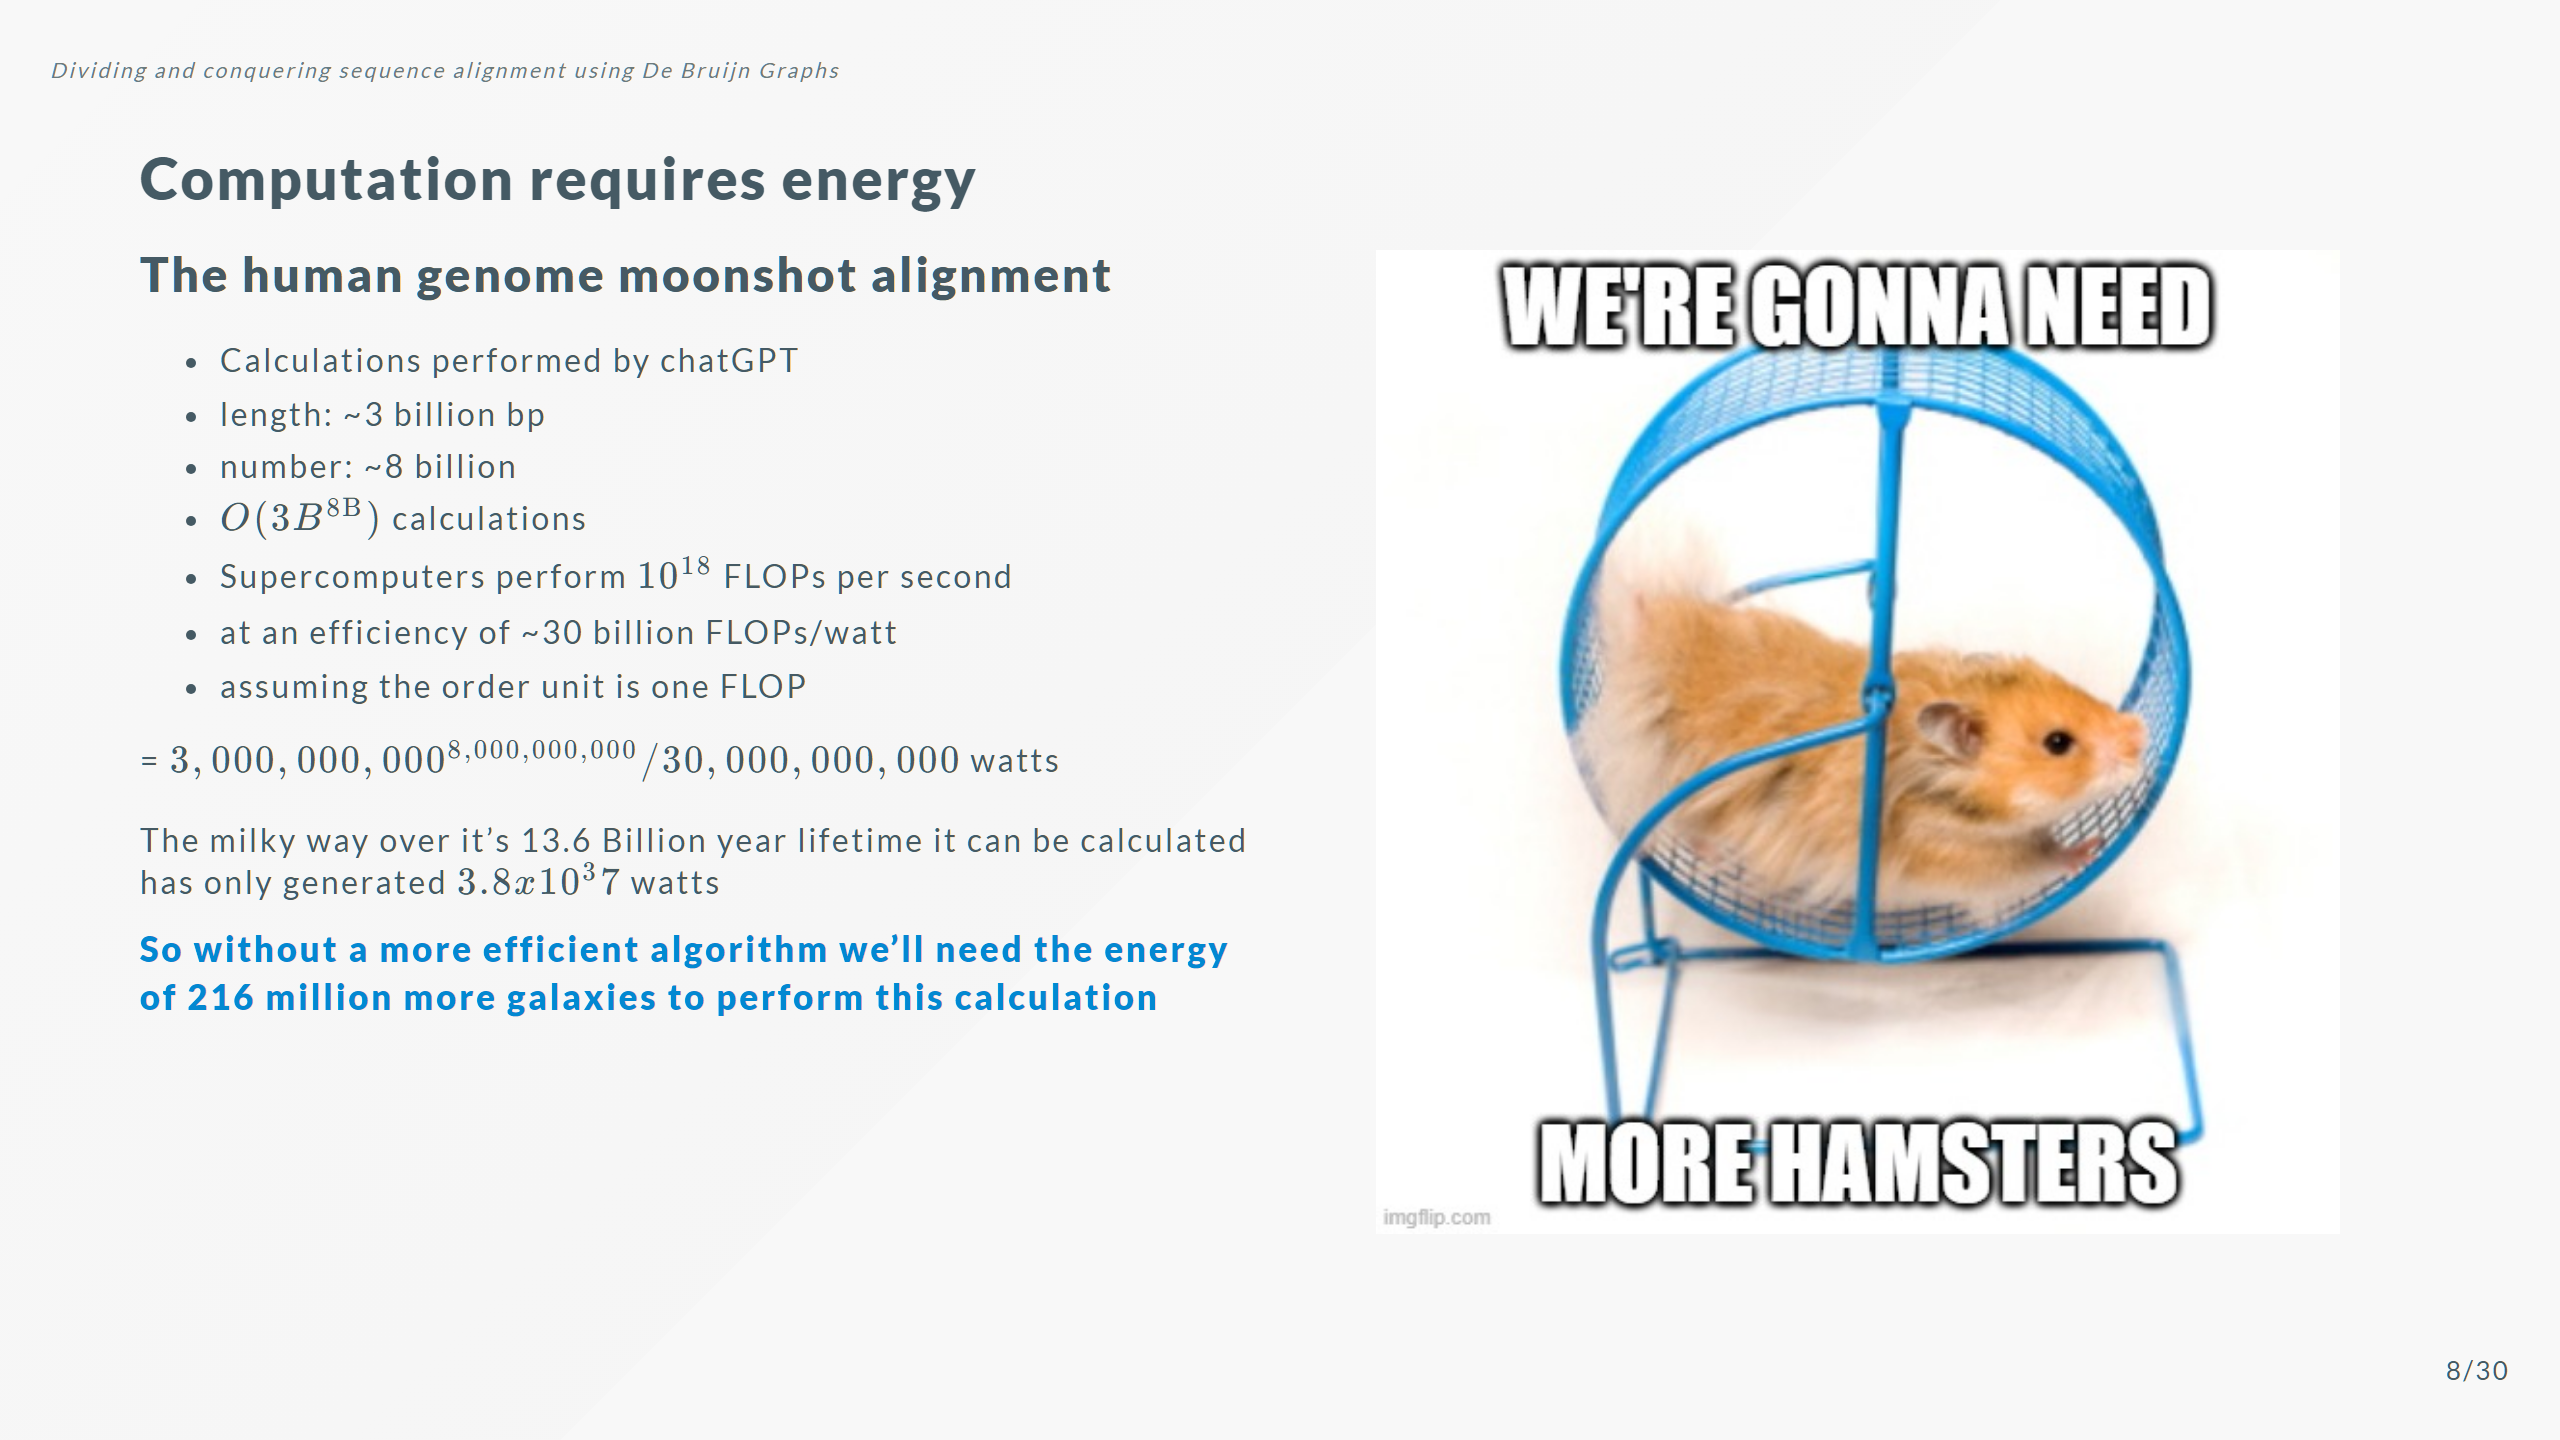 Dividing and conquering sequence alignment using De Bruijn Graphs
Computation requires energy
The human genome moonshot alignment
• Calculations performed by chatGPT
• length: ~3 billion bp
• number: ~8 billion
• O(3B^{8B}) calculations
• Supercomputers perform 10^{18} FLOPs per second
• at an efficiency of ~30 billion FLOPs/watt
• assuming the order unit is one FLOP
= 3,000,000,000^{8,000,000,000}/30,000,000,000 watts
The milky way over it’s 13.6 Billion year lifetime it can be calculated
has only generated 3.8x10^37 watts
So without a more efficient algorithm we’ll need the energy
of 216 million more galaxies to perform this calculation
WE'RE GONNA NEED
MORE HAMSTERS
imgflip.com
8/30